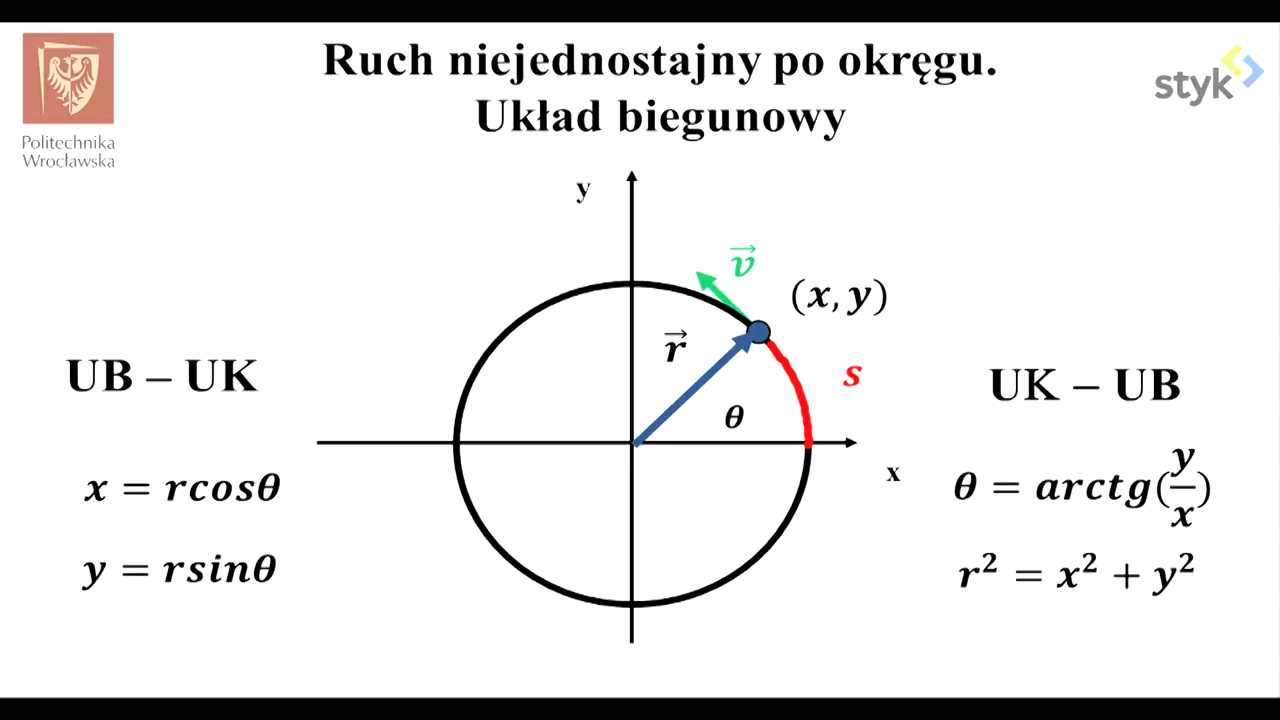 Politechnika
Wrocławska
Ruch niejednostajny po okręgu.
Układ biegunowy
styk
y
v⃗
(x, y)
r⃗
s
θ
x
UB – UK
x = rcosθ
y = rsinθ
UK – UB
θ = arctg(y/x)
r² = x² + y²